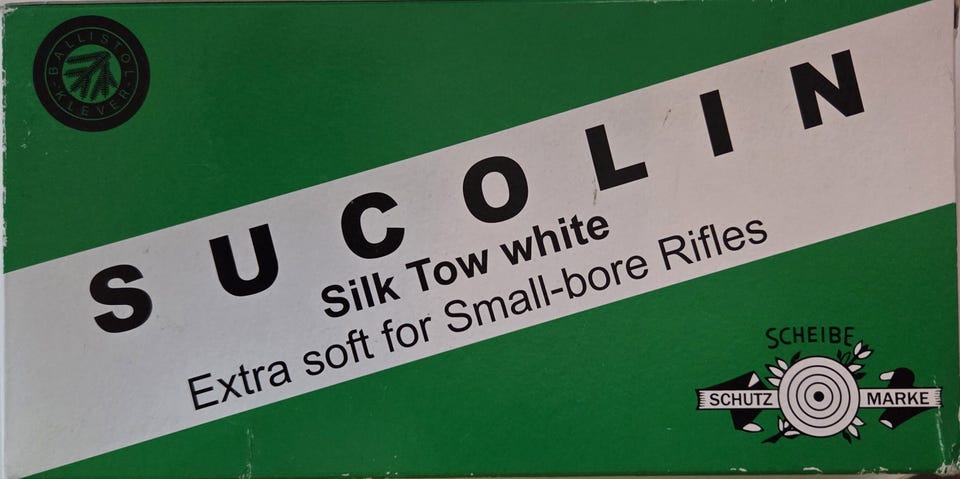 BALLISTOL
KLEVER
SUCOLIN
Silk Tow white
Extra soft for Small-bore Rifles
SCHEIBE
SCHUTZ MARKE